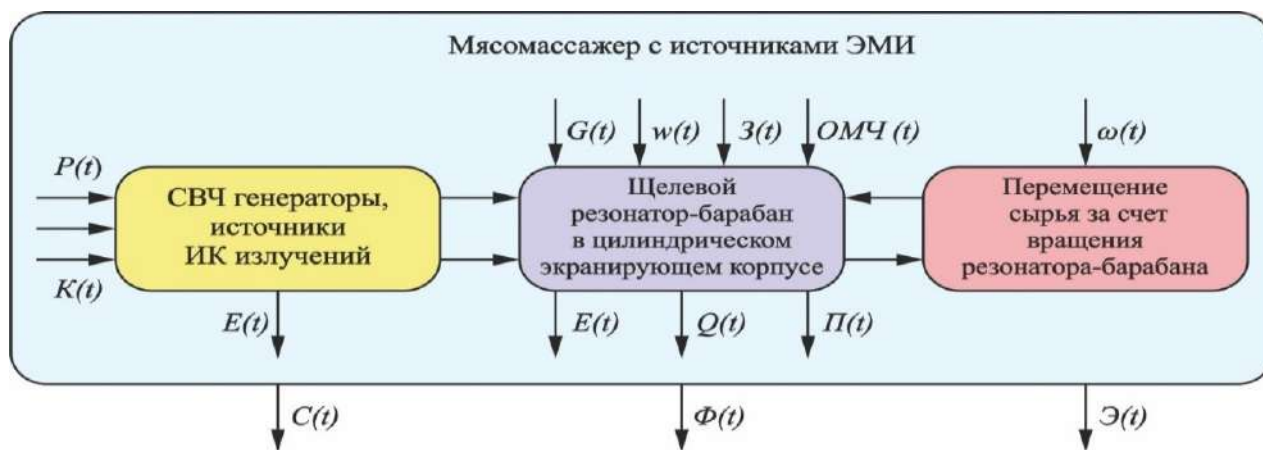 Мясомассажер с источниками ЭМИ
G(t)
w(t)
З(t)
ОМЧ (t)
ω(t)
P(t)
K(t)
СВЧ генераторы,
источники
ИК излучений
Щелевой
резонатор-барабан
в цилиндрическом
экранирующем корпусе
Перемещение
сырья за счет
вращения
резонатора-барабана
E(t)
E(t)
Q(t)
П(t)
C(t)
Ф(t)
Э(t)